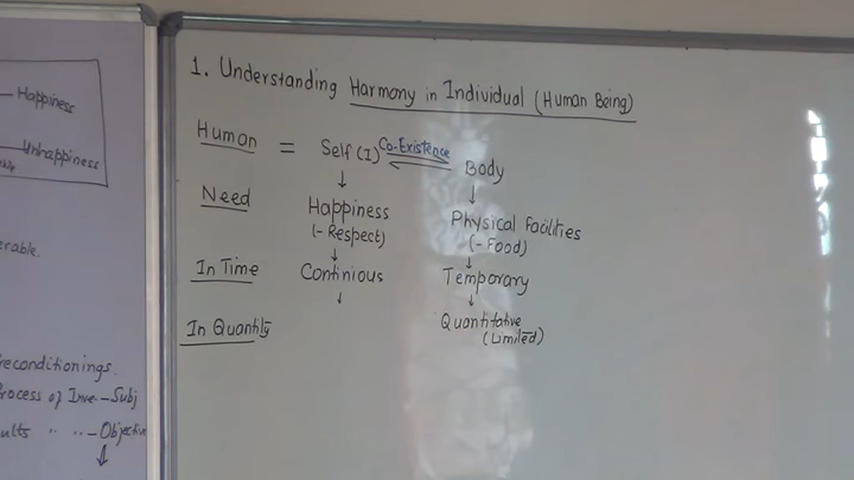 Happiness
Unhappiness
erable.
reconditionings.
rocess of Inve - Subj
ults " " - Objective
1. Understanding Harmony in Individual (Human Being)
Human = Self (I) Co-Existence Body
Need Happiness Physical Facilities
(- Respect) (- Food)
In Time Continious Temporary
In Quantity Quantitative
(Limited)